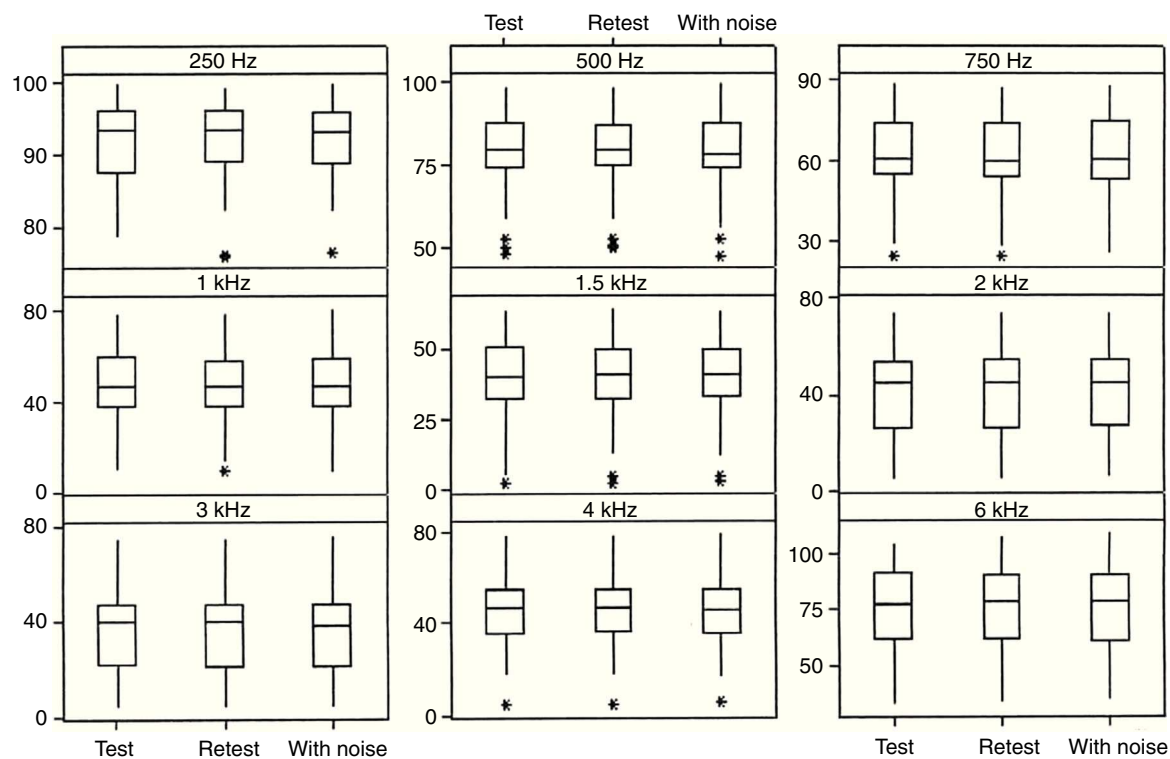 Test Retest With noise
250 Hz 500 Hz 750 Hz
100 100 90
90 75 60
80 50 30
1 kHz 1.5 kHz 2 kHz
80 50 80
40 25 40
0 0 0
3 kHz 4 kHz 6 kHz
80 80 100
40 40 75
0 0 50
Test Retest With noise Test Retest With noise